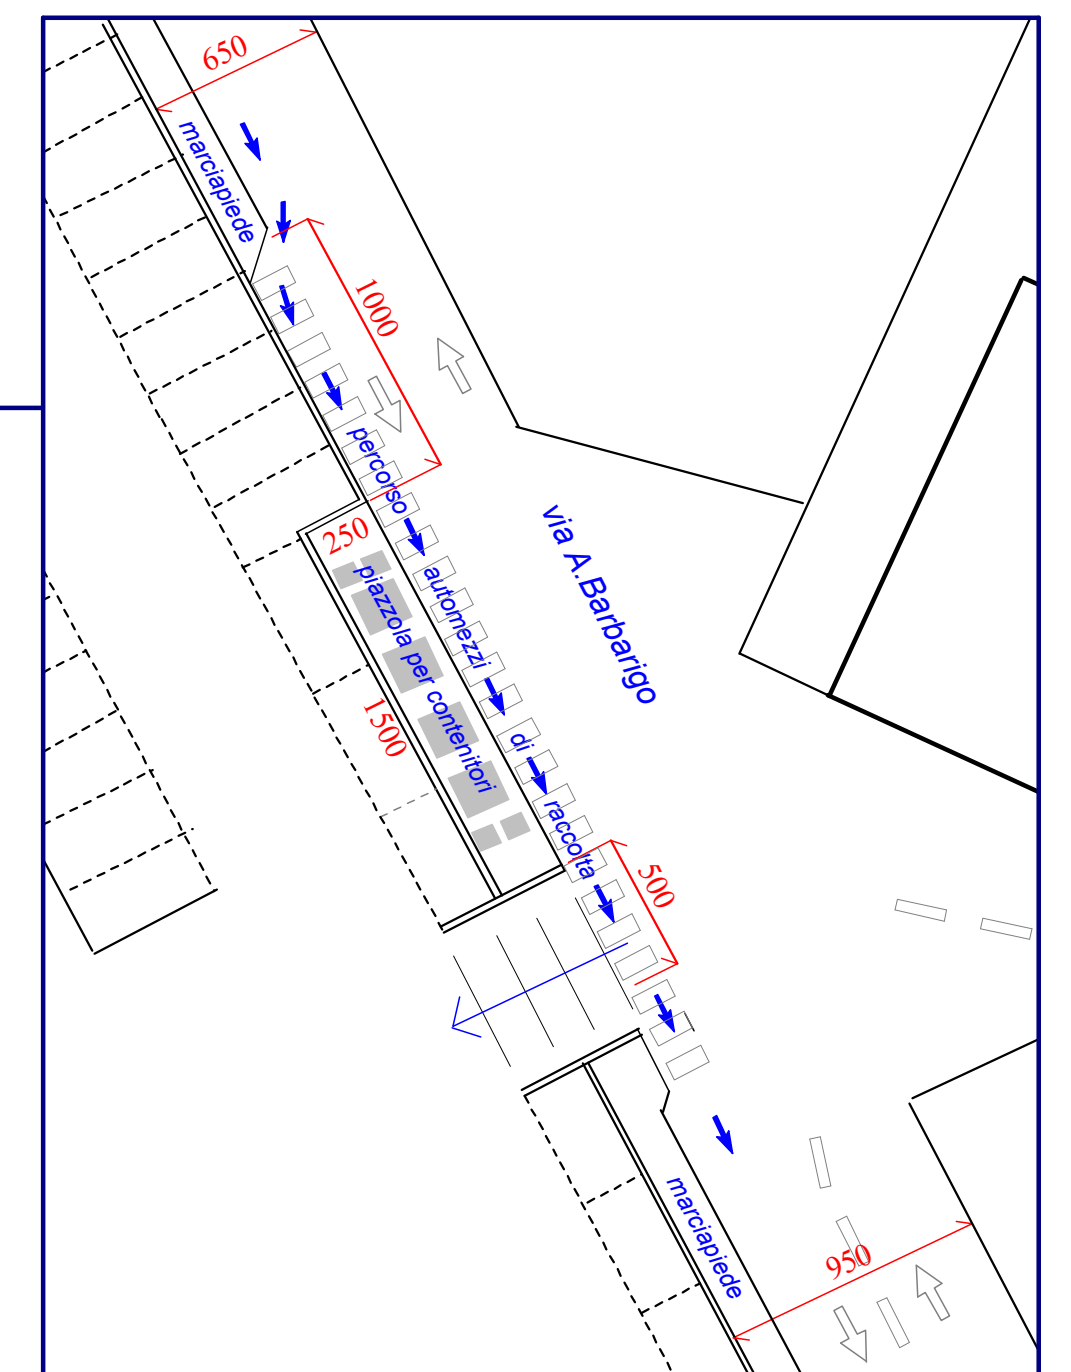 650
marciapiede
1000
percorso
250
via A.Barbarigo
automezzi
piazzola per contenitori
1500
di
raccolta
500
marciapiede
950